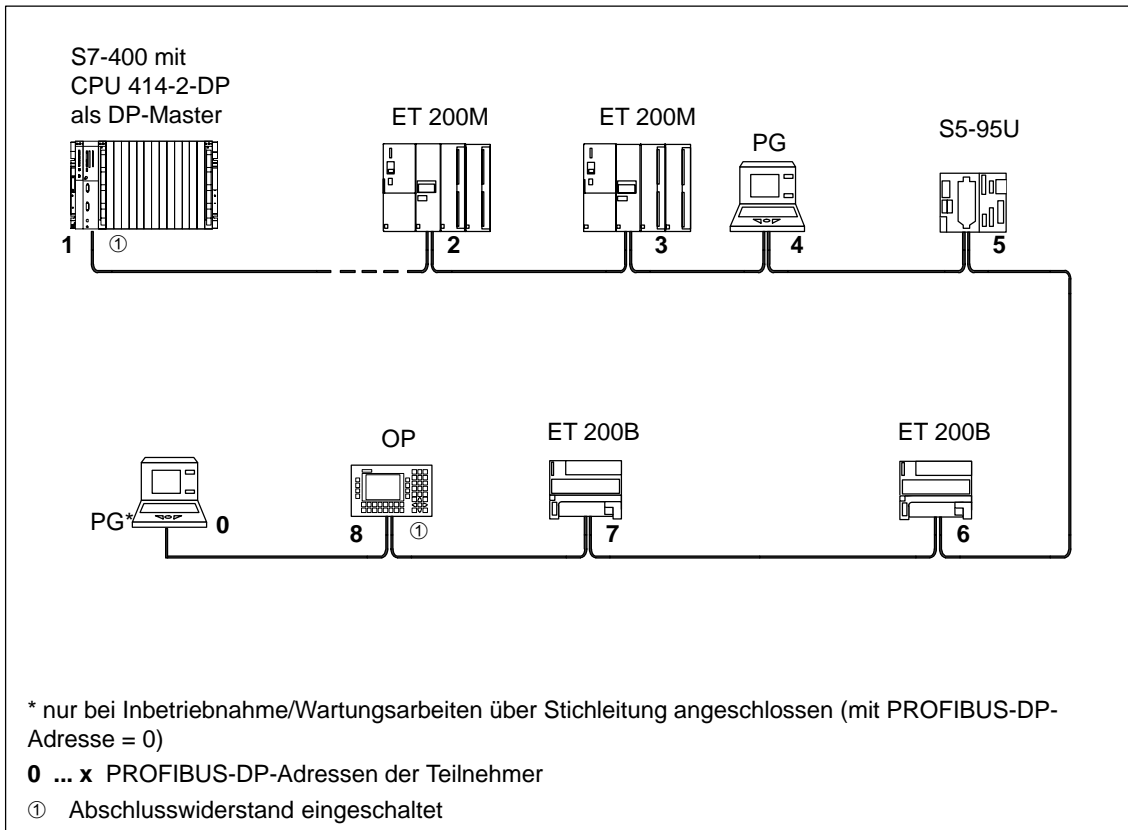 S7-400 mit
CPU 414-2-DP
als DP-Master
ET 200M
ET 200M
PG
S5-95U
1
①
2
3
4
5
PG*
0
OP
8
①
ET 200B
7
ET 200B
6
* nur bei Inbetriebnahme/Wartungsarbeiten über Stichleitung angeschlossen (mit PROFIBUS-DP-
Adresse = 0)
0 ... x PROFIBUS-DP-Adressen der Teilnehmer
① Abschlusswiderstand eingeschaltet